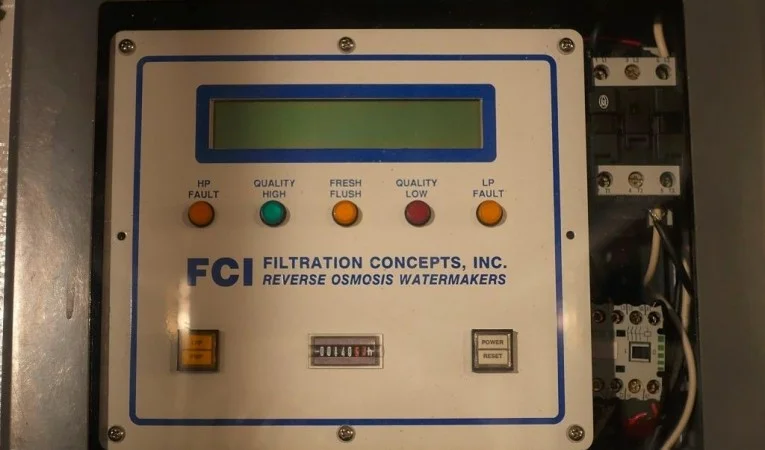 HP
FAULT
QUALITY
HIGH
FRESH
FLUSH
QUALITY
LOW
LP
FAULT
FCI
FILTRATION CONCEPTS, INC.
REVERSE OSMOSIS WATERMAKERS
POWER
RESET